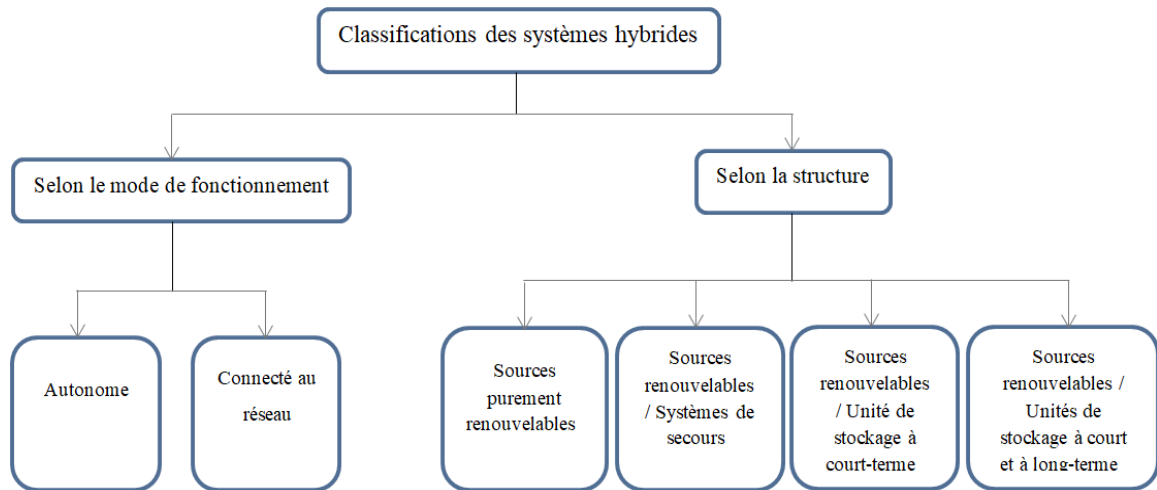 Classifications des systèmes hybrides
Selon le mode de fonctionnement
Selon la structure
Autonome
Connecté au
réseau
Sources
purement
renouvelables
Sources
renouvelables
/ Systèmes de
secours
Sources
renouvelables
/ Unité de
stockage à
court-terme
Sources
renouvelables /
Unités de
stockage à court
et à long-terme